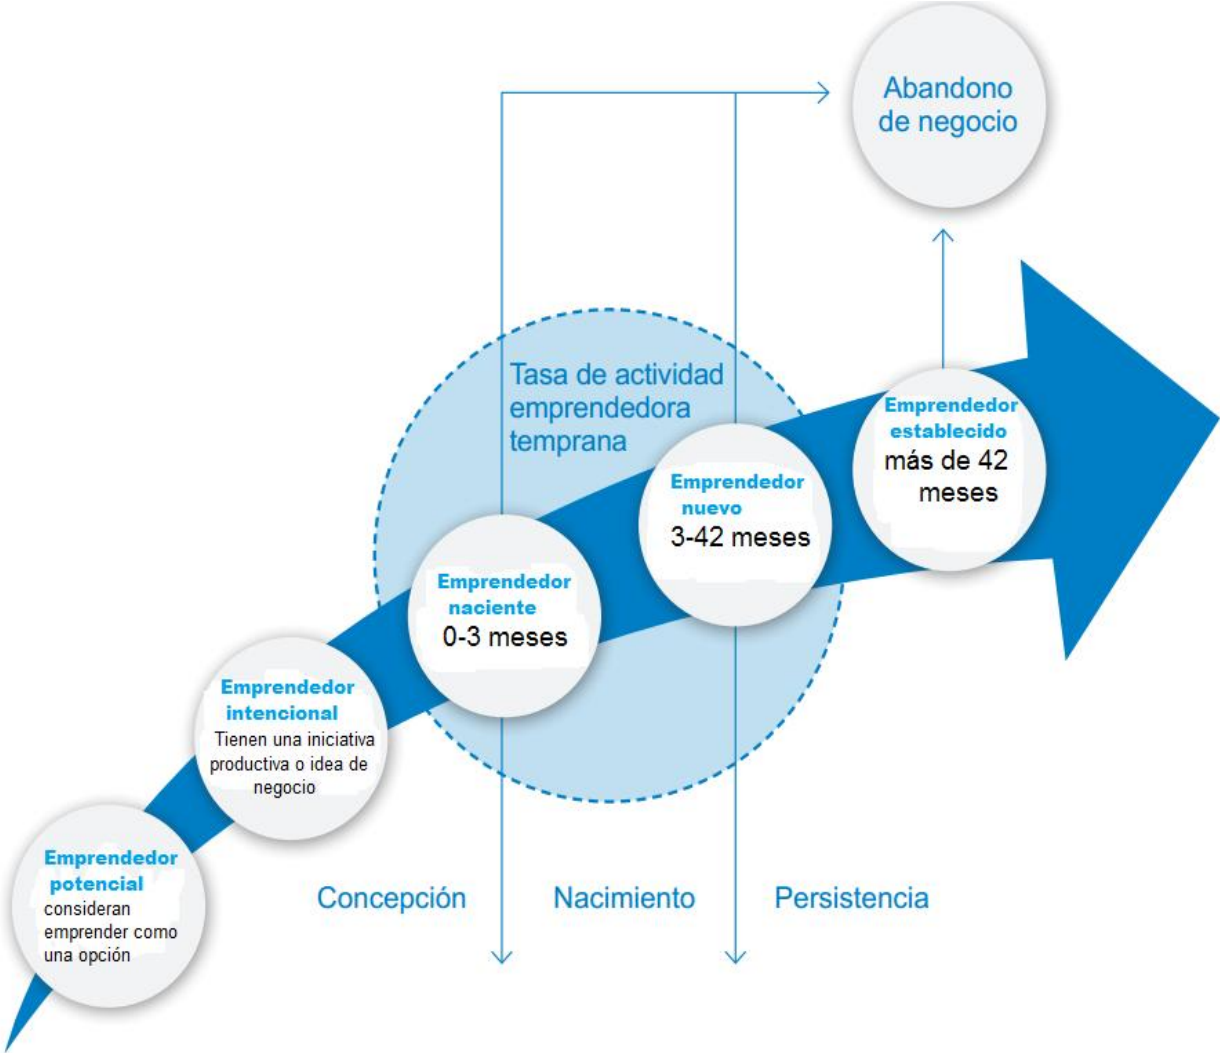 Abandono
de negocio
Tasa de actividad
emprendedora
temprana
Emprendedor
establecido
más de 42
meses
Emprendedor
nuevo
3-42 meses
Emprendedor
naciente
0-3 meses
Emprendedor
intencional
Tienen una iniciativa
productiva o idea de
negocio
Emprendedor
potencial
consideran
emprender como
una opción
Concepción
Nacimiento
Persistencia